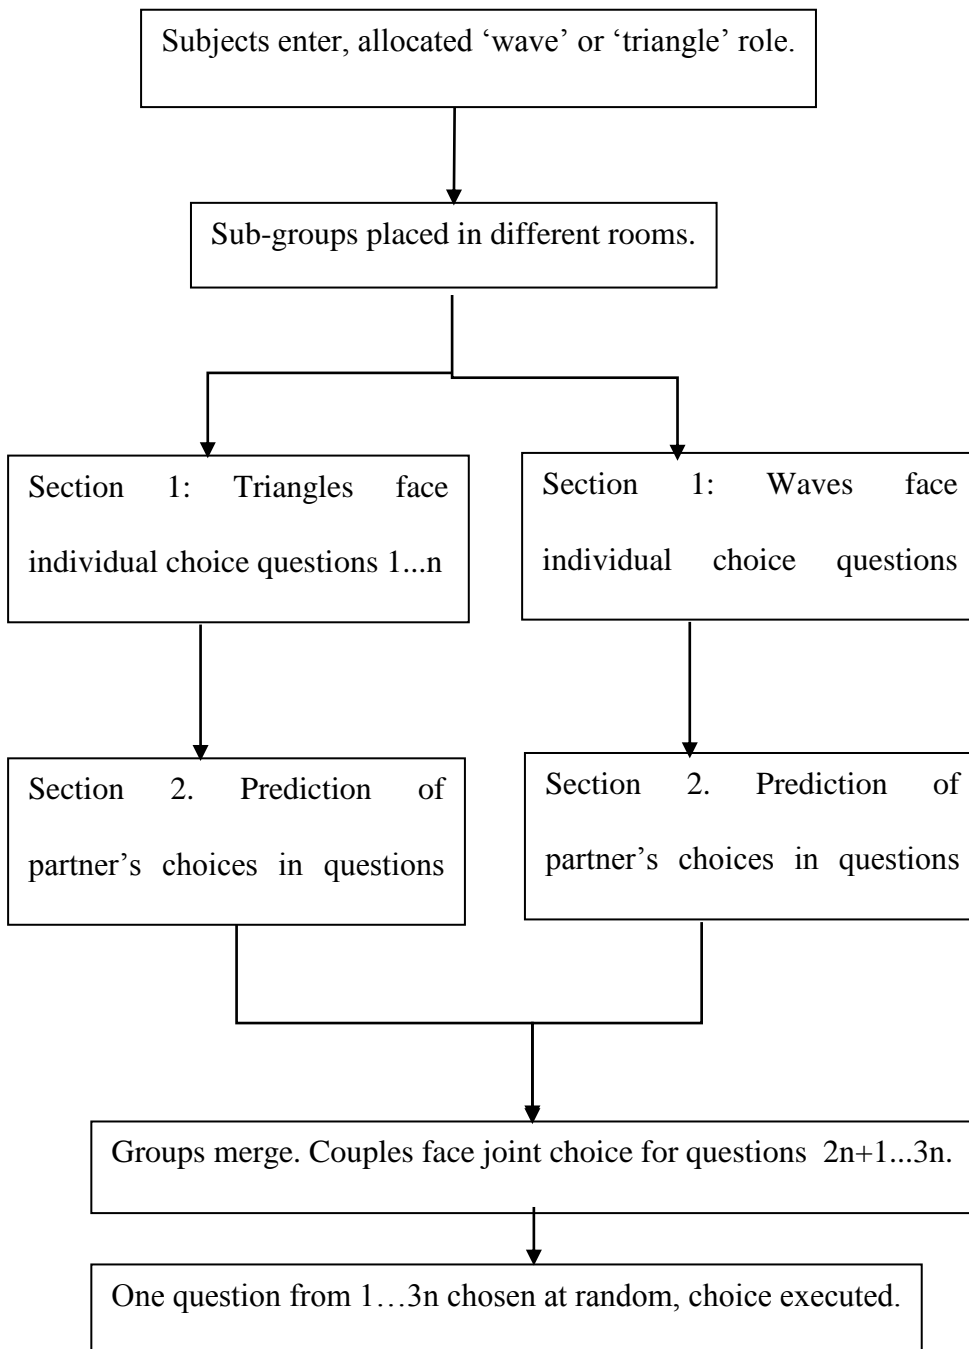 Subjects enter, allocated ‘wave’ or ‘triangle’ role.
Sub-groups placed in different rooms.
Section 1: Triangles face
individual choice questions 1...n
Section 1: Waves face
individual choice questions
Section 2. Prediction of
partner’s choices in questions
Section 2. Prediction of
partner’s choices in questions
Groups merge. Couples face joint choice for questions 2n+1...3n.
One question from 1…3n chosen at random, choice executed.